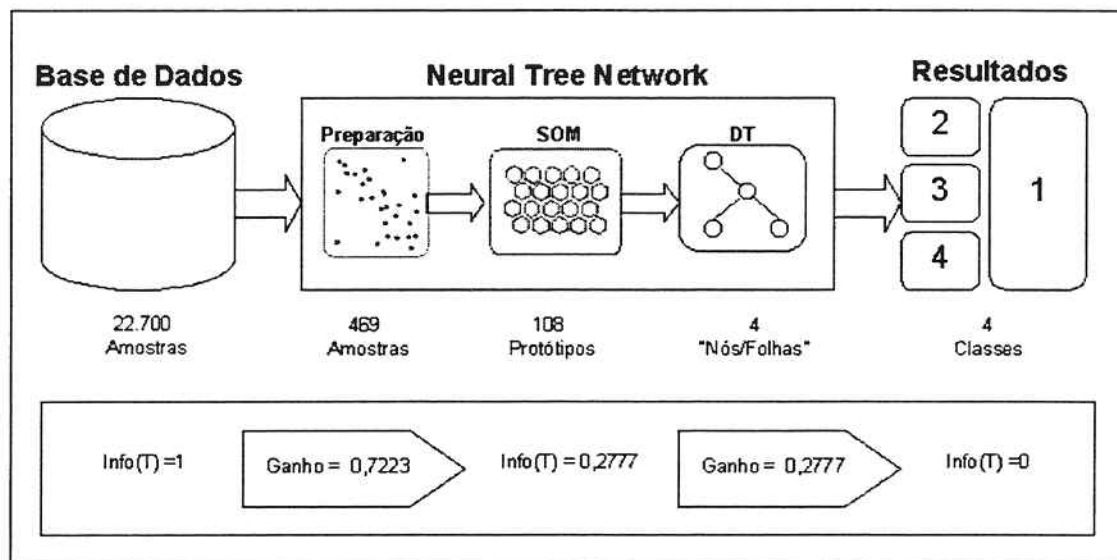 Base de Dados
Neural Tree Network
Resultados
Preparação
SOM
DT
2
3
4
1
22.700
Amostras
469
Amostras
108
Protótipos
4
"Nós/Folhas"
4
Classes
Info(T) =1
Ganho = 0,7223
Info(T) = 0,2777
Ganho = 0,2777
Info(T) =0